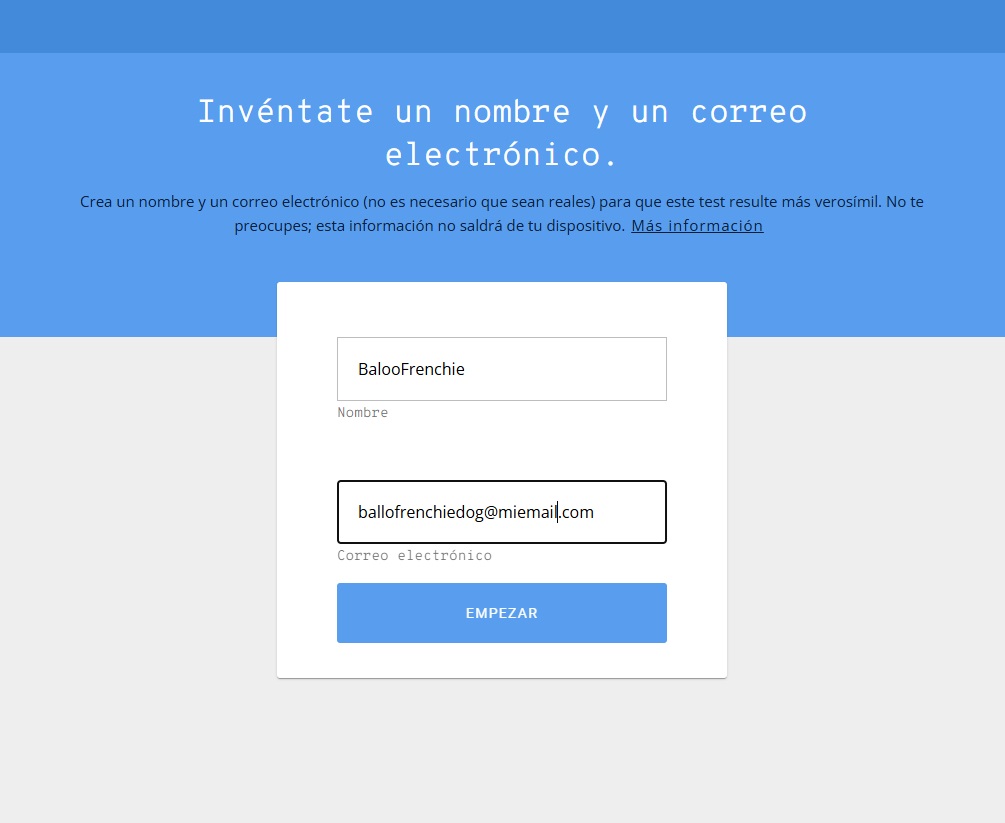 Invéntate un nombre y un correo
electrónico.
Crea un nombre y un correo electrónico (no es necesario que sean reales) para que este test resulte más verosímil. No te
preocupes; esta información no saldrá de tu dispositivo. Más información
BalooFrenchie
Nombre
ballofrenchiedog@miemail.com
Correo electrónico
EMPEZAR